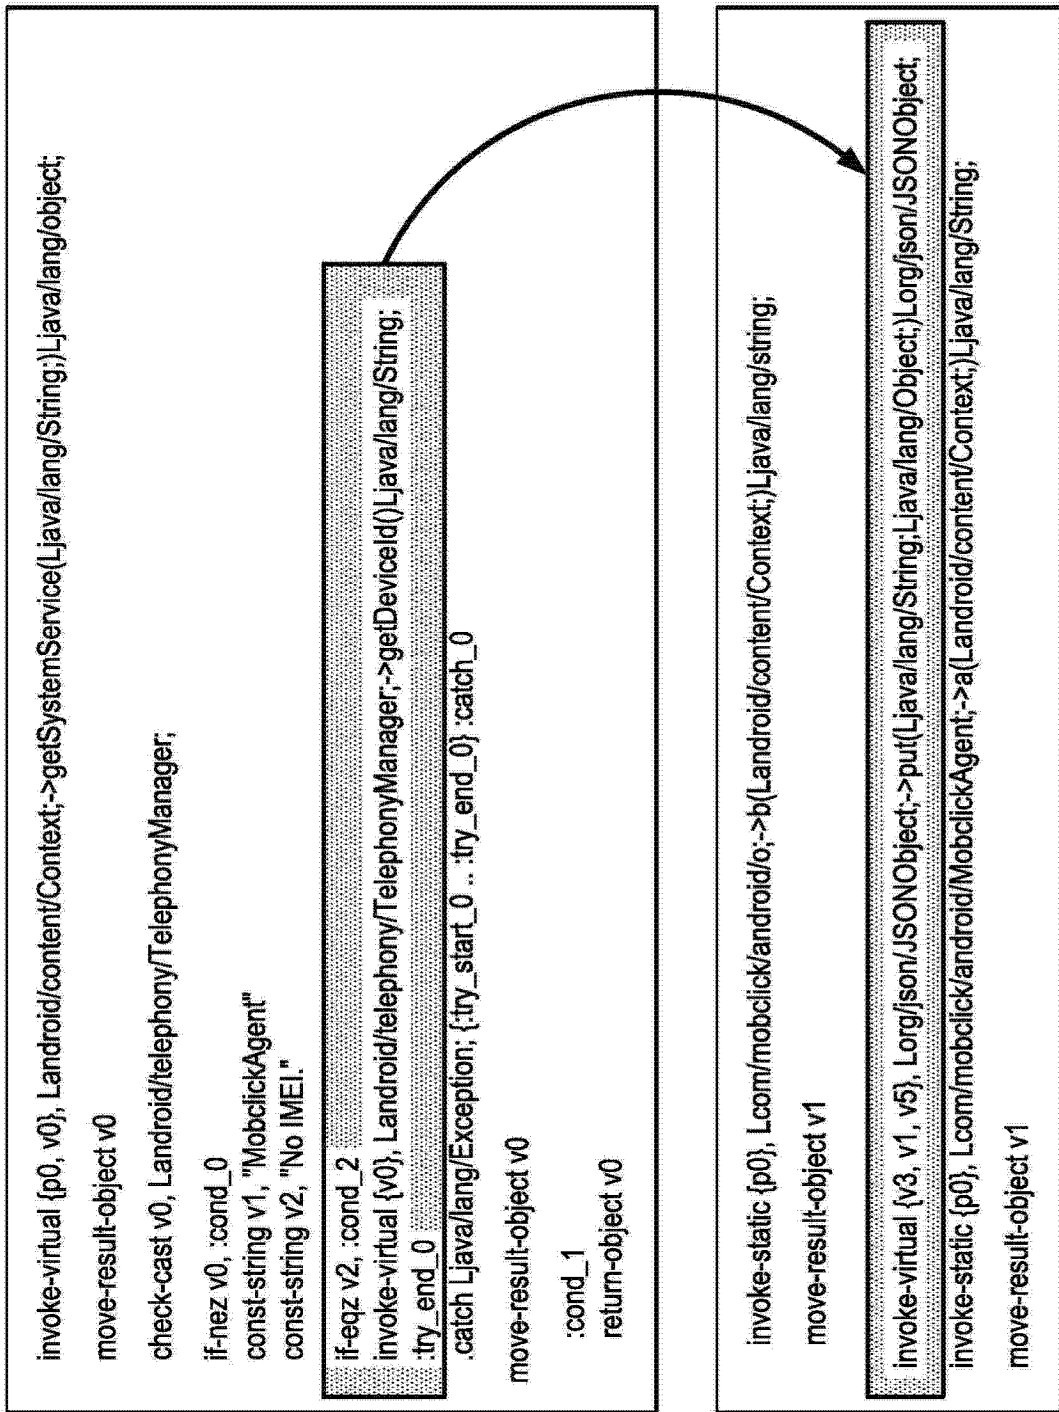 invoke-virtual {p0, v0}, Landroid/content/Context;->getSystemService(Ljava/lang/String;)Ljava/lang/object;
move-result-object v0
check-cast v0, Landroid/telephony/TelephonyManager;
if-nez v0, :cond_0
const-string v1, "MobclickAgent"
const-string v2, "No IMEI."
if-eqz v2, :cond_2
invoke-virtual {v0}, Landroid/telephony/TelephonyManager;->getDeviceId()Ljava/lang/String;
:try_end_0
.catch Ljava/lang/Exception; {:try_start_0 .. :try_end_0} :catch_0
move-result-object v0
:cond_1
return-object v0
invoke-static {p0}, Lcom/mobclick/android/o;->b(Landroid/content/Context;)Ljava/lang/string;
move-result-object v1
invoke-virtual {v3, v1, v5}, Lorg/json/JSONObject;->put(Ljava/lang/String;Ljava/lang/Object;)Lorg/json/JSONObject;
invoke-static {p0}, Lcom/mobclick/android/MobclickAgent;->a(Landroid/content/Context;)Ljava/lang/String;
move-result-object v1